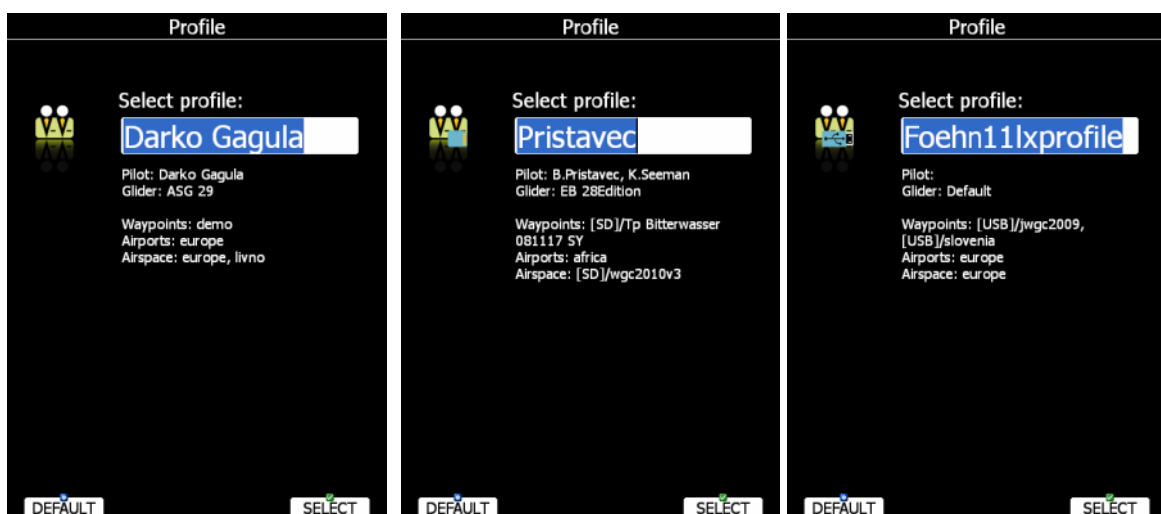 Profile
Select profile:
Darko Gagula
Pilot: Darko Gagula
Glider: ASG 29
Waypoints: demo
Airports: europe
Airspace: europe, livno
DEFAULT
SELECT
Profile
Select profile:
Pristavec
Pilot: B.Pristavec, K.Seeman
Glider: EB 28Edition
Waypoints: [SD]/Tp Bitterwasser
081117 SY
Airports: africa
Airspace: [SD]/wgc2010v3
DEFAULT
SELECT
Profile
Select profile:
Foehn11lxprofile
Pilot:
Glider: Default
Waypoints: [USB]/jwgc2009,
[USB]/slovenia
Airports: europe
Airspace: europe
DEFAULT
SELECT